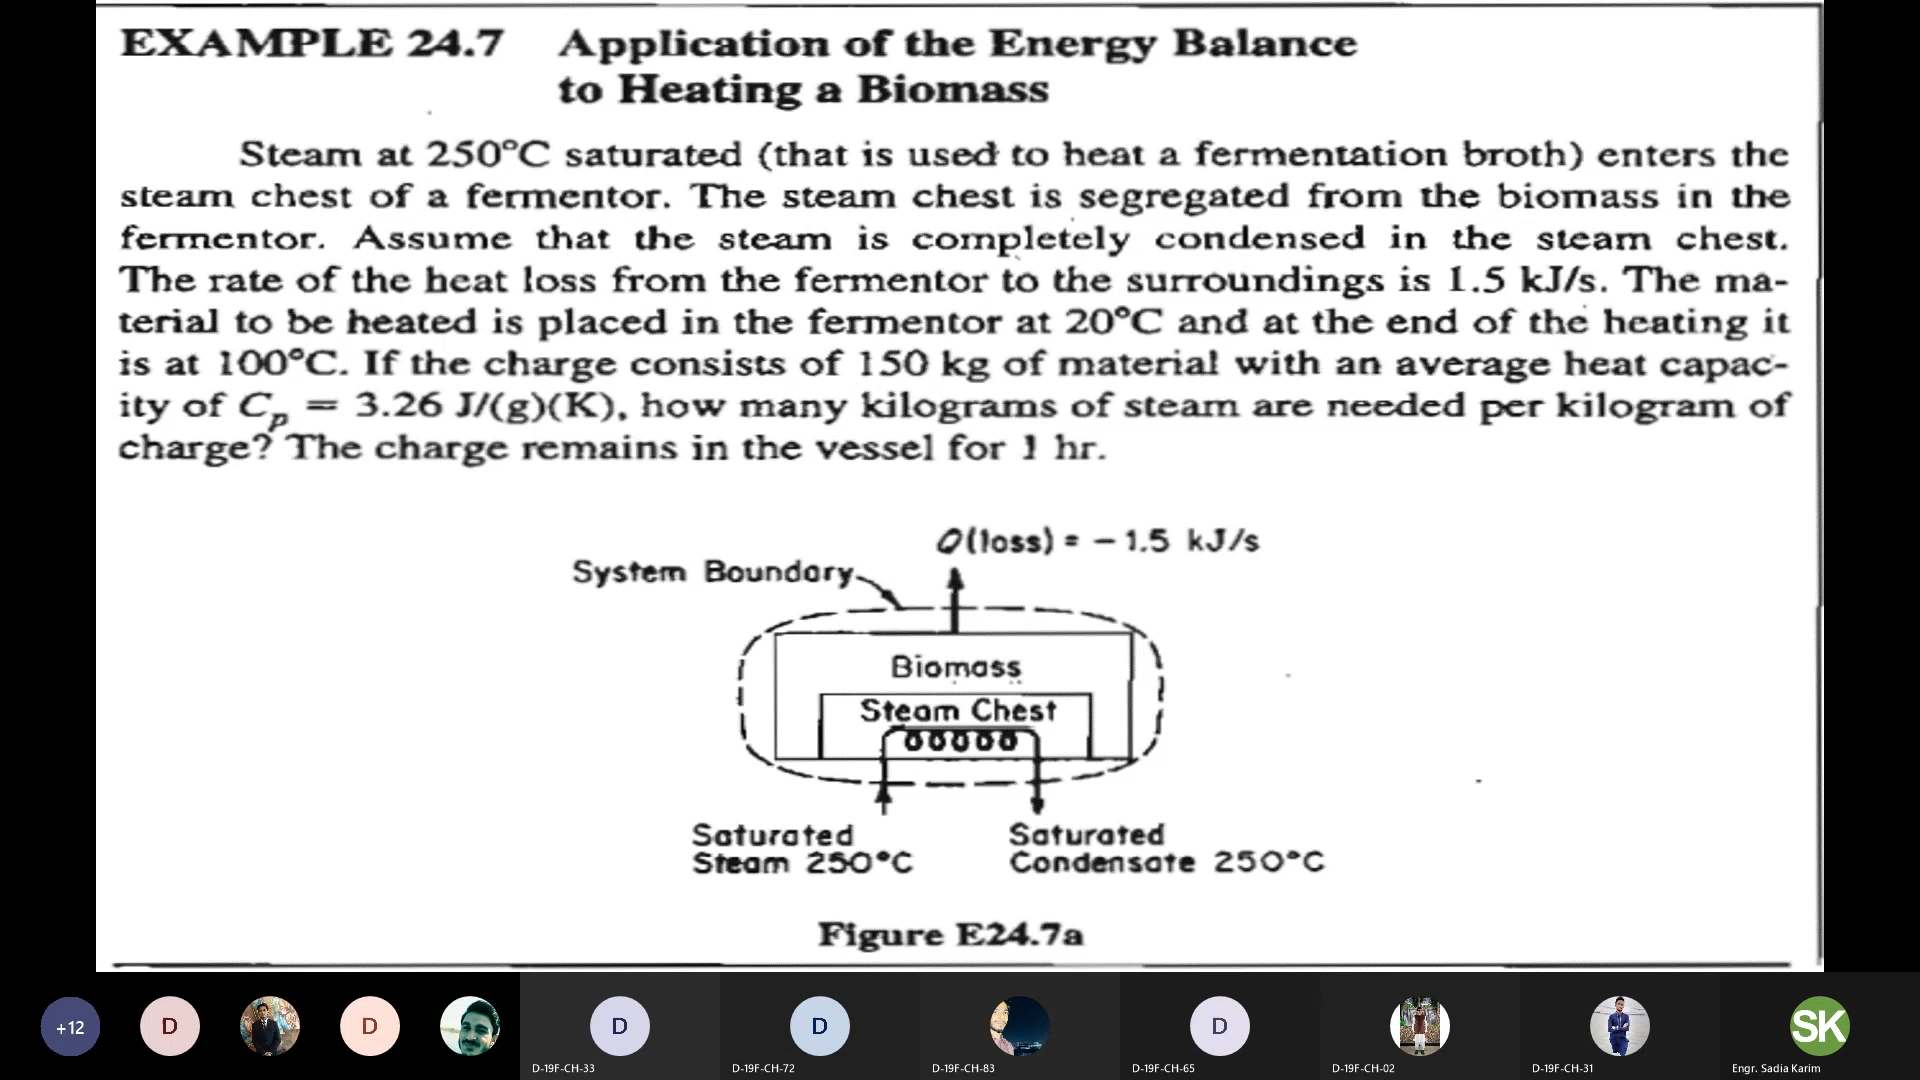 EXAMPLE 24.7 Application of the Energy Balance
to Heating a Biomass
Steam at 250°C saturated (that is used to heat a fermentation broth) enters the
steam chest of a fermentor. The steam chest is segregated from the biomass in the
fermentor. Assume that the steam is completely condensed in the steam chest.
The rate of the heat loss from the fermentor to the surroundings is 1.5 kJ/s. The ma-
terial to be heated is placed in the fermentor at 20°C and at the end of the heating it
is at 100°C. If the charge consists of 150 kg of material with an average heat capac-
ity of Cp = 3.26 J/(g)(K), how many kilograms of steam are needed per kilogram of
charge? The charge remains in the vessel for 1 hr.
Q(loss) = - 1.5 kJ/s
System Boundary
Biomass
Steam Chest
Saturated
Steam 250°C
Saturated
Condensate 250°C
Figure E24.7a
+12
D
D
D
D
D
SK
D-19F-CH-33
D-19F-CH-72
D-19F-CH-83
D-19F-CH-65
D-19F-CH-02
D-19F-CH-31
Engr. Sadia Karim